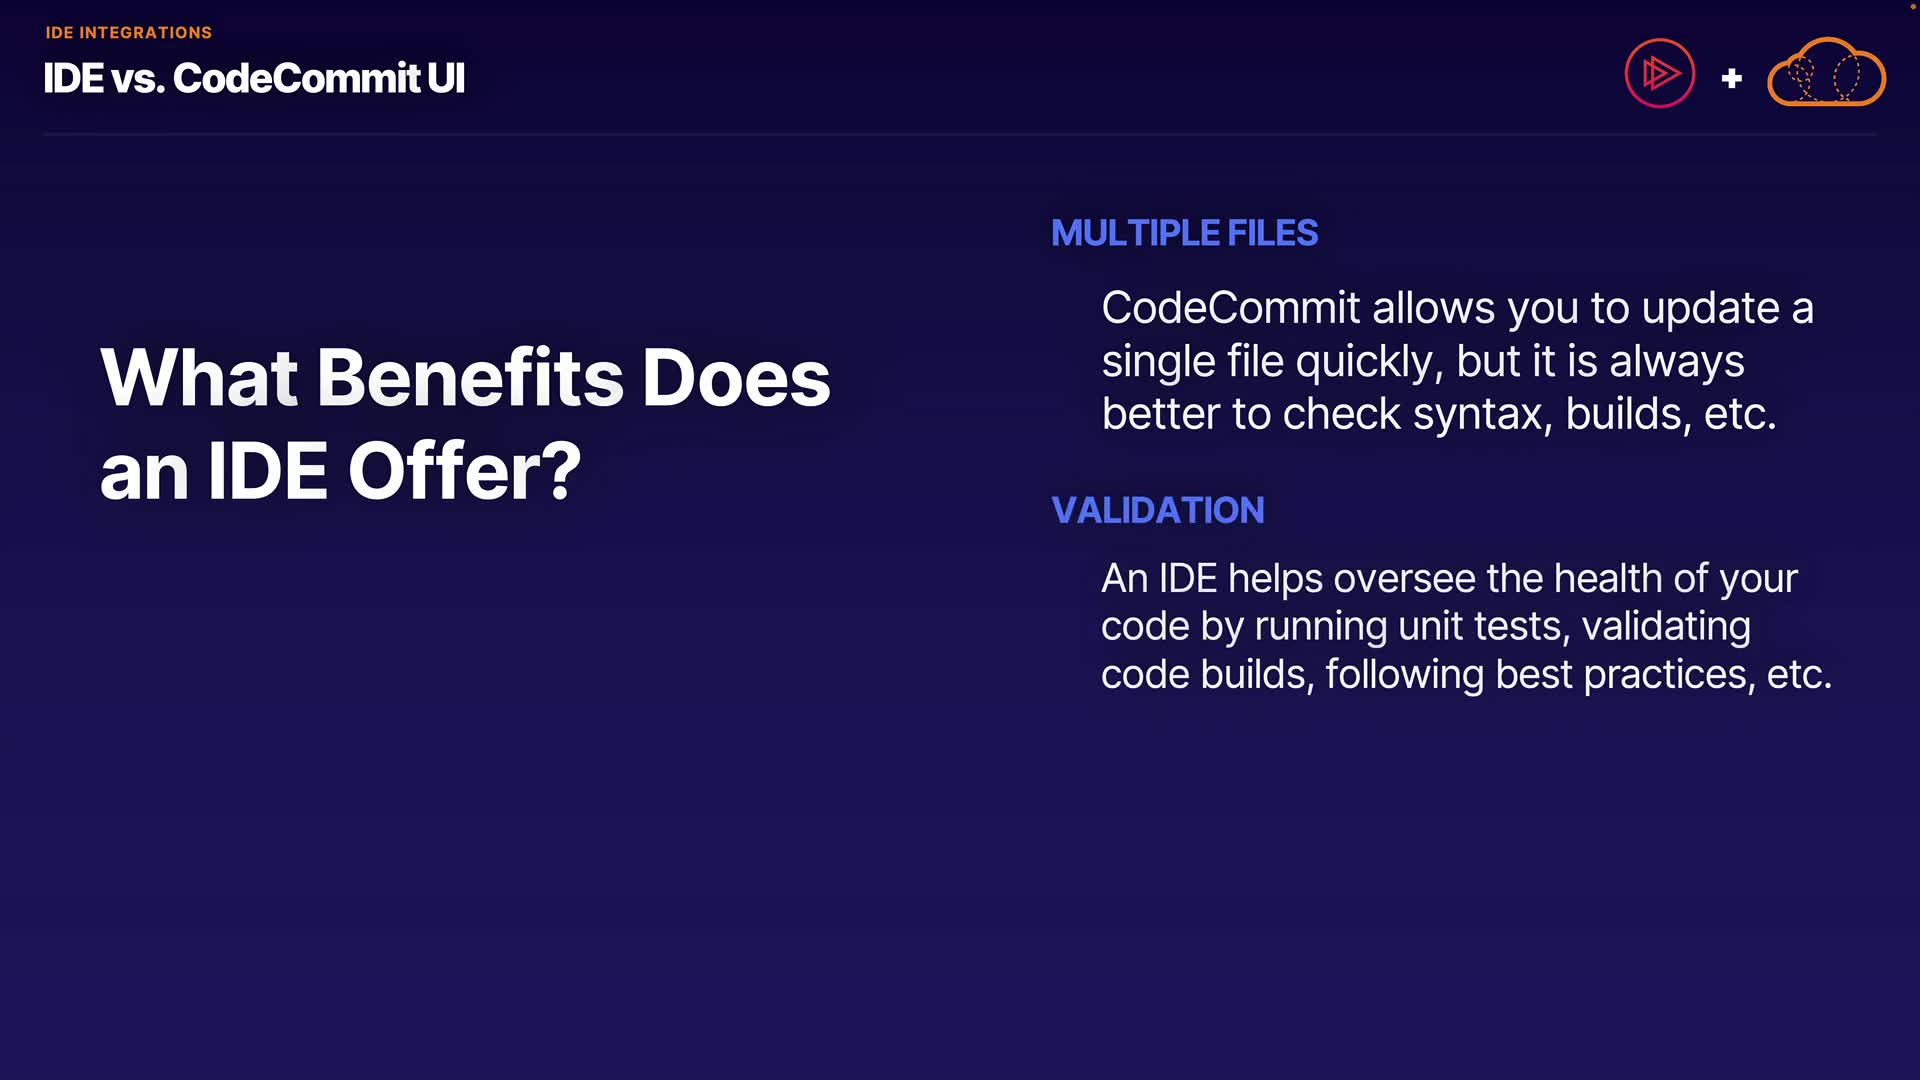 IDE INTEGRATIONS
IDE vs. CodeCommit UI
+
What Benefits Does
an IDE Offer?
MULTIPLE FILES
CodeCommit allows you to update a
single file quickly, but it is always
better to check syntax, builds, etc.
VALIDATION
An IDE helps oversee the health of your
code by running unit tests, validating
code builds, following best practices, etc.